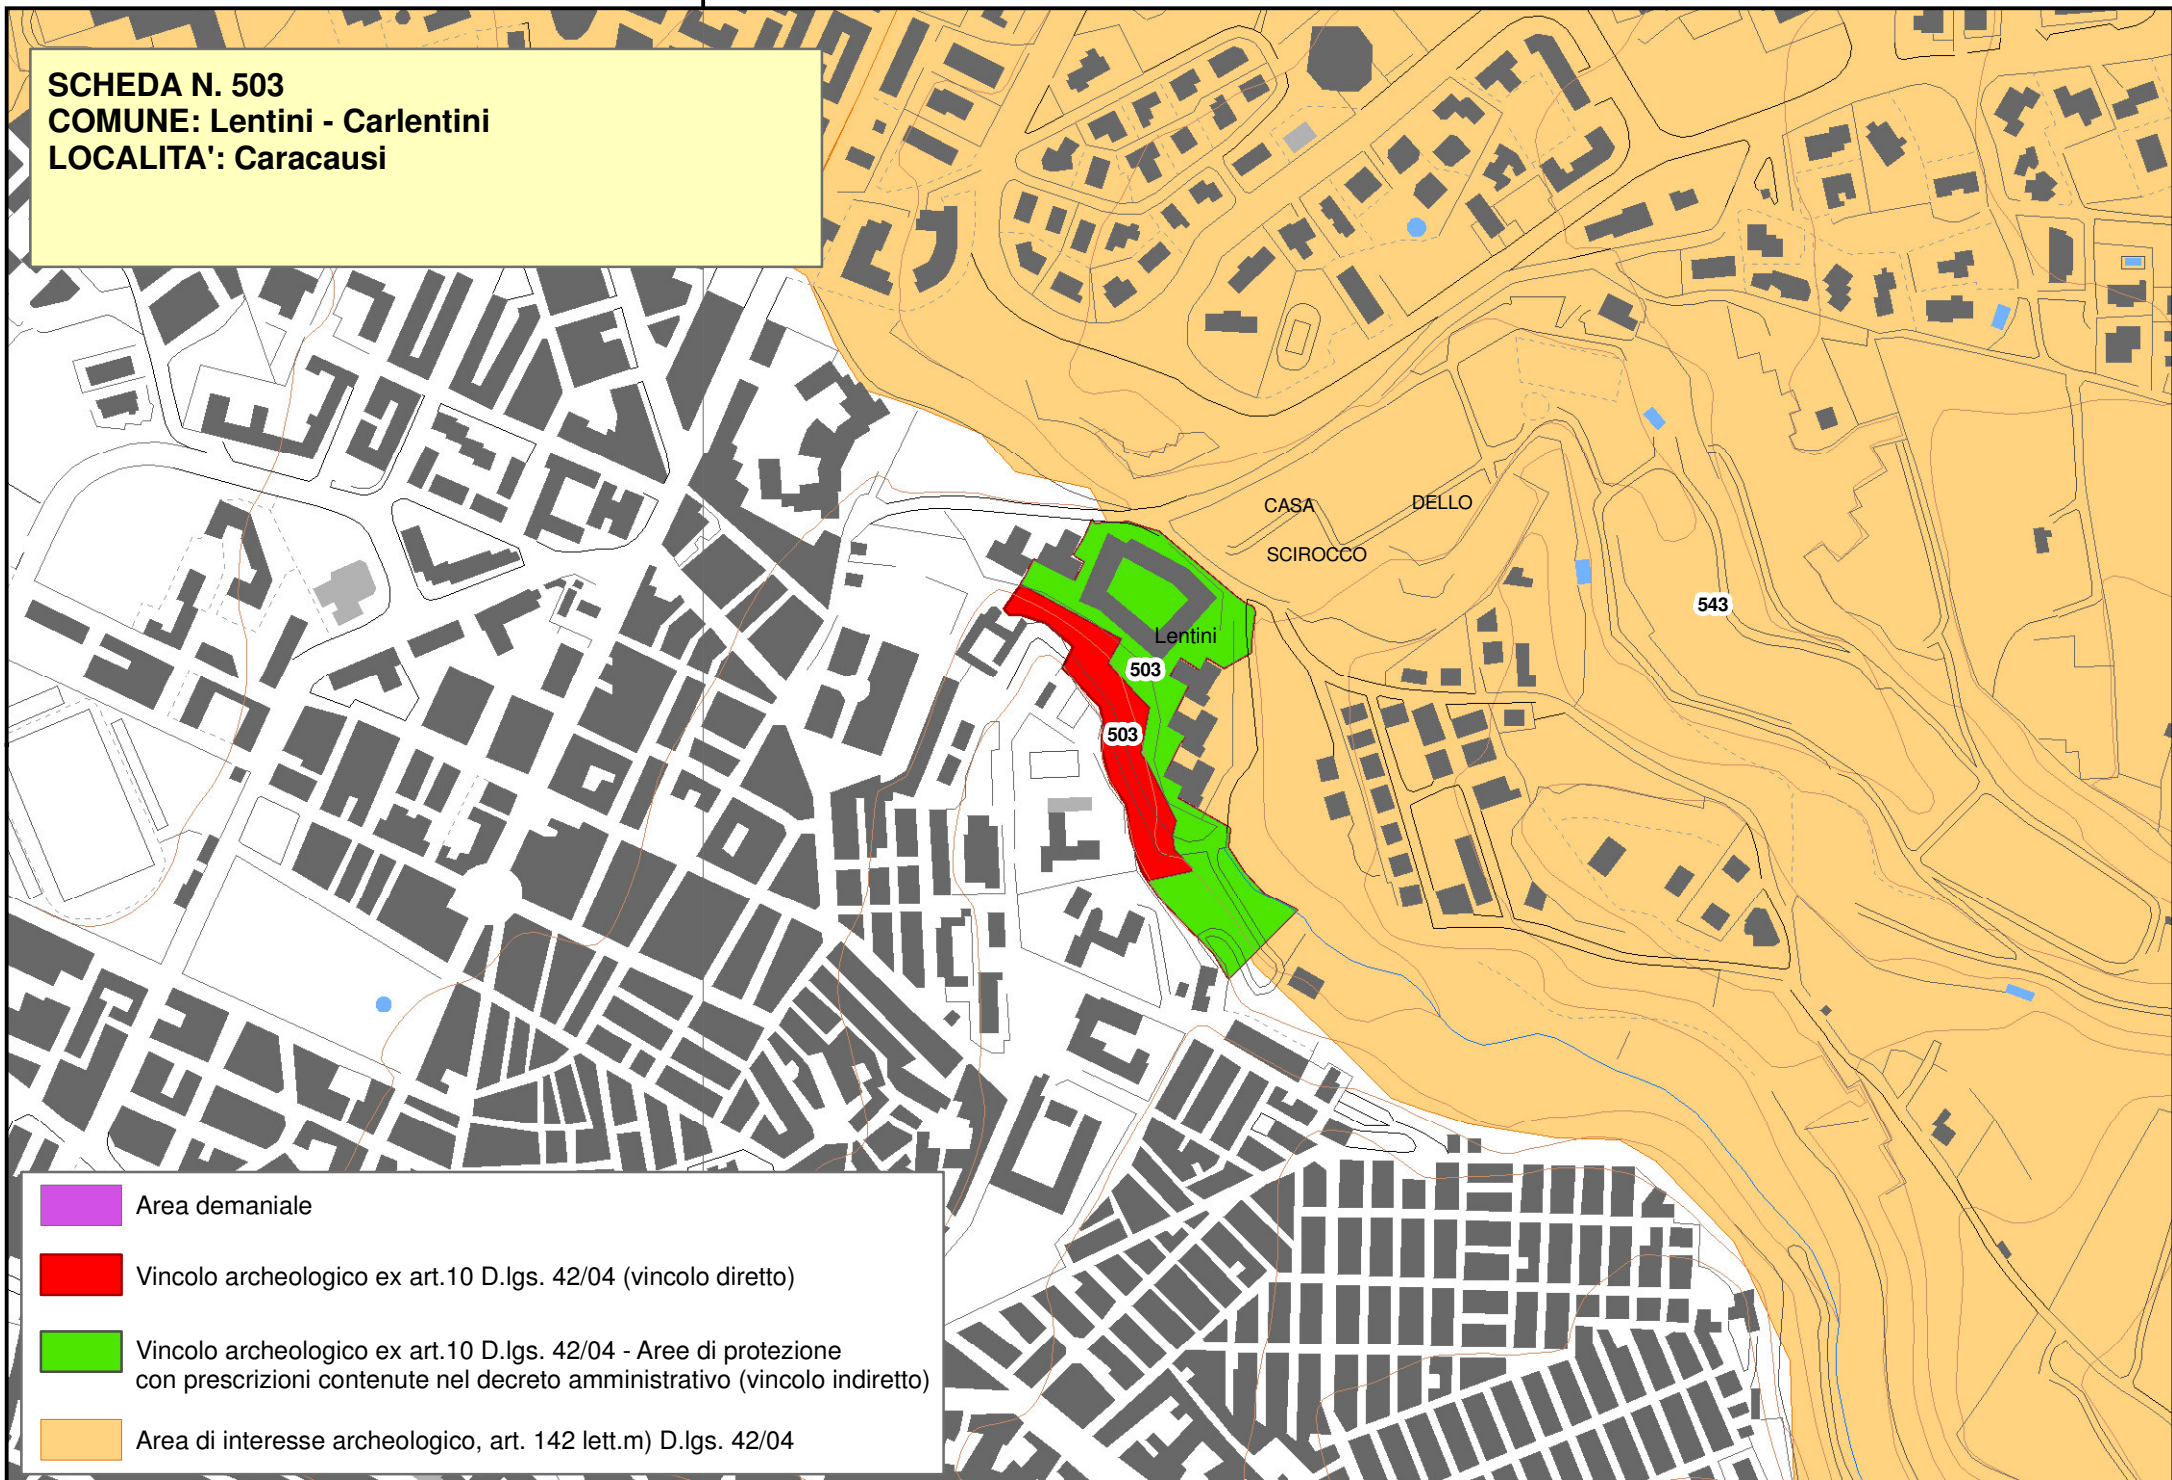 SCHEDA N. 503
COMUNE: Lentini - Carlentini
LOCALITA': Caracausi
CASA DELLO
SCIROCCO
543
Lentini
503
503
Area demaniale
Vincolo archeologico ex art.10 D.lgs. 42/04 (vincolo diretto)
Vincolo archeologico ex art.10 D.lgs. 42/04 - Aree di protezione
con prescrizioni contenute nel decreto amministrativo (vincolo indiretto)
Area di interesse archeologico, art. 142 lett.m) D.lgs. 42/04